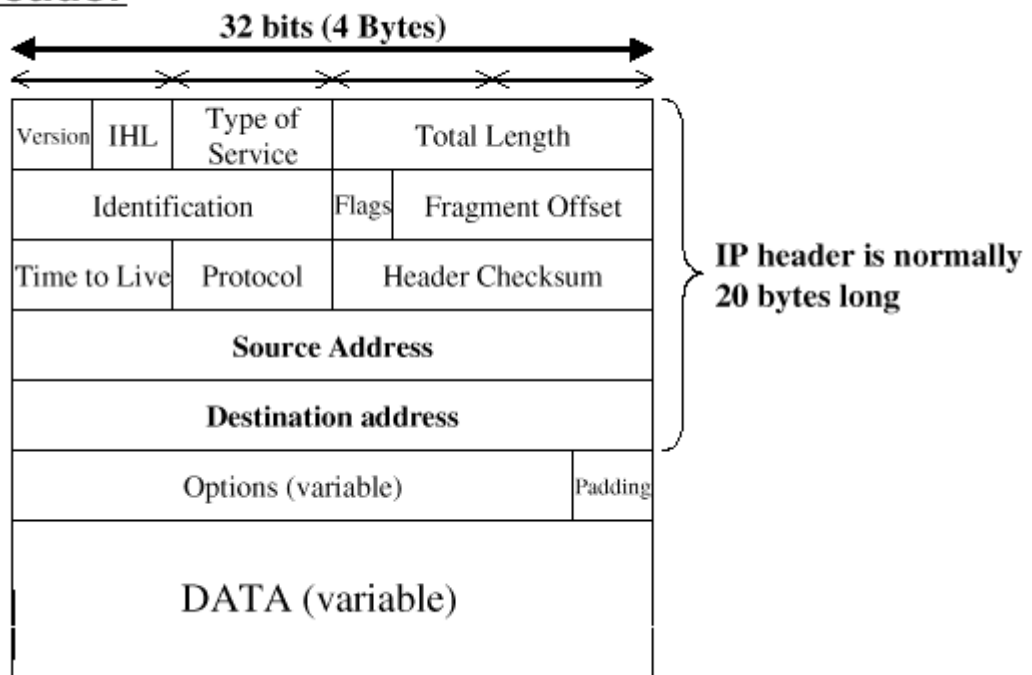 32 bits (4 Bytes)
Version IHL Type of Service Total Length
Identification Flags Fragment Offset
Time to Live Protocol Header Checksum
Source Address
Destination address
Options (variable) Padding
DATA (variable)
IP header is normally
20 bytes long